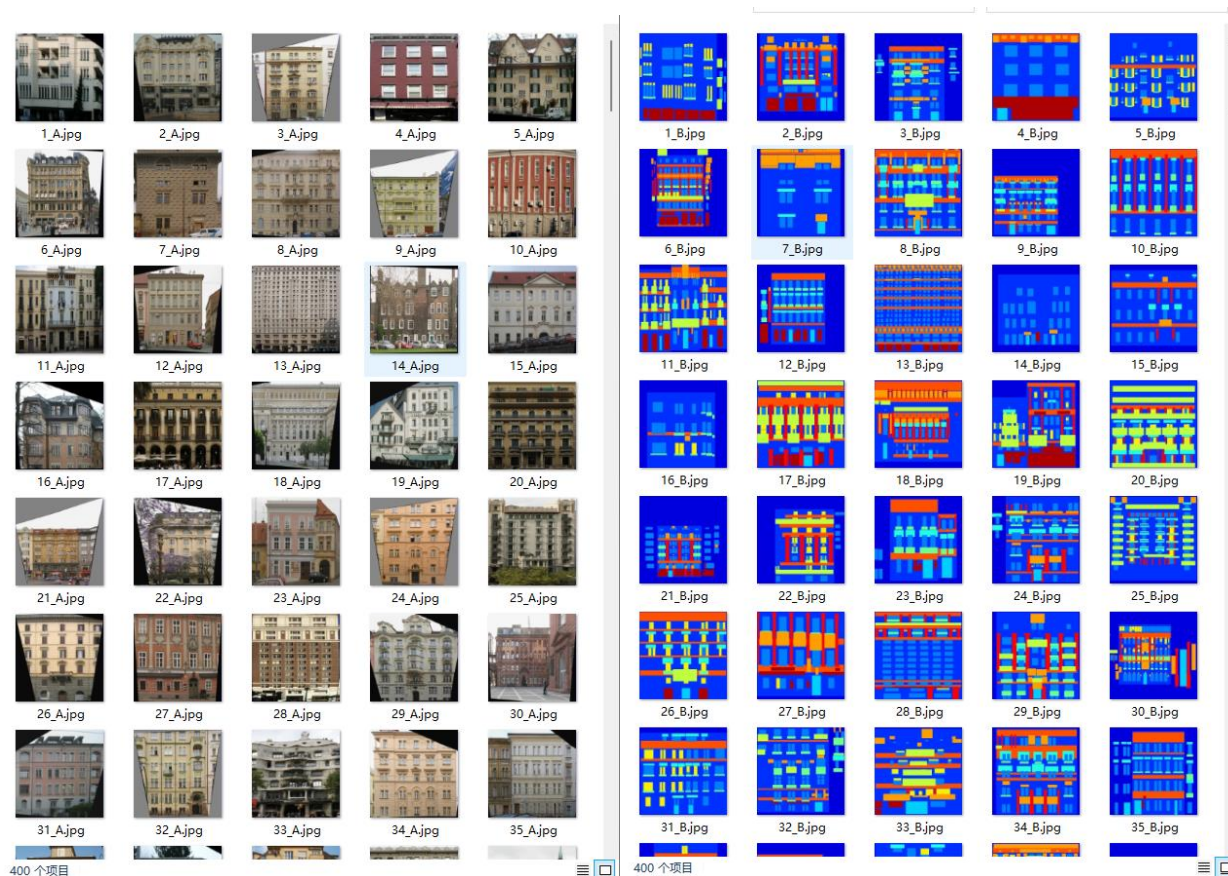 1_A.jpg 2_A.jpg 3_A.jpg 4_A.jpg 5_A.jpg
6_A.jpg 7_A.jpg 8_A.jpg 9_A.jpg 10_A.jpg
11_A.jpg 12_A.jpg 13_A.jpg 14_A.jpg 15_A.jpg
16_A.jpg 17_A.jpg 18_A.jpg 19_A.jpg 20_A.jpg
21_A.jpg 22_A.jpg 23_A.jpg 24_A.jpg 25_A.jpg
26_A.jpg 27_A.jpg 28_A.jpg 29_A.jpg 30_A.jpg
31_A.jpg 32_A.jpg 33_A.jpg 34_A.jpg 35_A.jpg
400 个项目
1_B.jpg 2_B.jpg 3_B.jpg 4_B.jpg 5_B.jpg
6_B.jpg 7_B.jpg 8_B.jpg 9_B.jpg 10_B.jpg
11_B.jpg 12_B.jpg 13_B.jpg 14_B.jpg 15_B.jpg
16_B.jpg 17_B.jpg 18_B.jpg 19_B.jpg 20_B.jpg
21_B.jpg 22_B.jpg 23_B.jpg 24_B.jpg 25_B.jpg
26_B.jpg 27_B.jpg 28_B.jpg 29_B.jpg 30_B.jpg
31_B.jpg 32_B.jpg 33_B.jpg 34_B.jpg 35_B.jpg
400 个项目